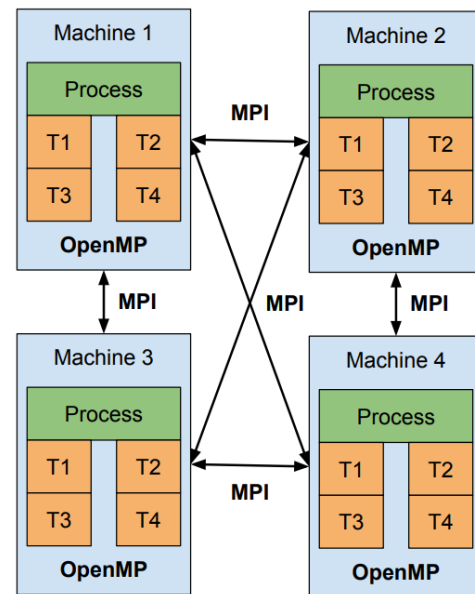 Machine 1
Process
T1 T2
T3 T4
OpenMP
MPI
Machine 2
Process
T1 T2
T3 T4
OpenMP
MPI
MPI
MPI
Machine 3
Process
T1 T2
T3 T4
OpenMP
MPI
Machine 4
Process
T1 T2
T3 T4
OpenMP